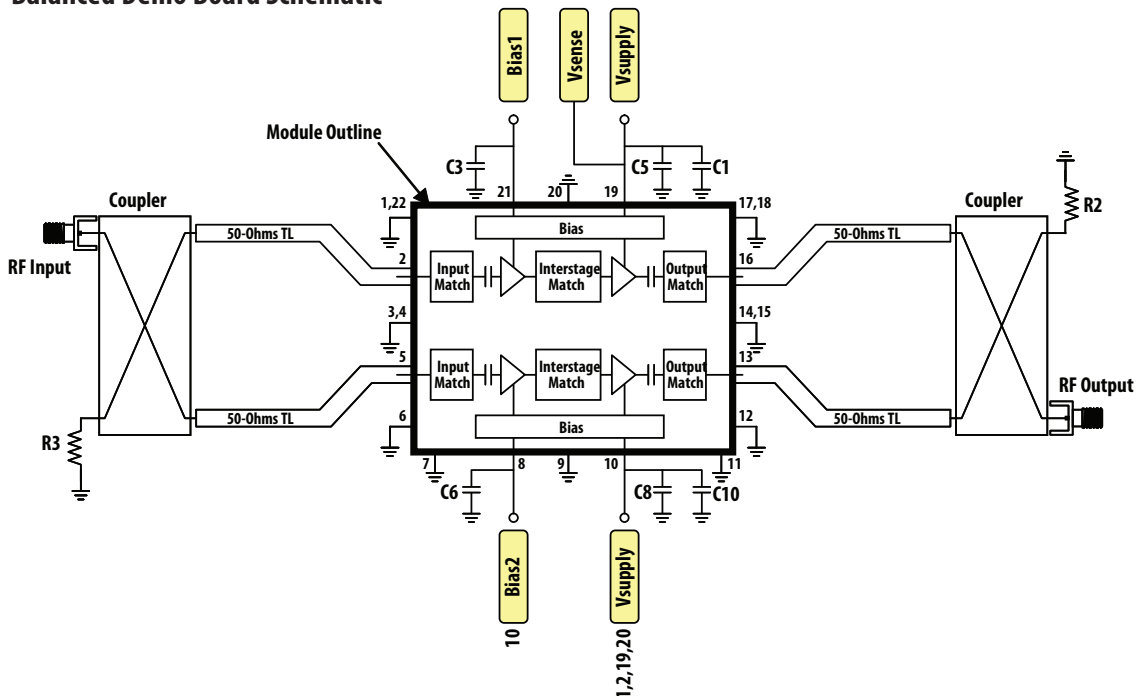 Balanced Demo Board Schematic
Bias1
Vsense
Vsupply
Module Outline
C3
C5
C1
21
20
19
Coupler
1,22
17,18
Coupler
R2
Bias
50-Ohms TL
50-Ohms TL
RF Input
2
16
Input
Match
Interstage
Match
Output
Match
3,4
14,15
5
13
Input
Match
Interstage
Match
Output
Match
RF Output
50-Ohms TL
50-Ohms TL
6
12
Bias
R3
7
8
9
10
11
C6
C8
C10
Bias2
Vsupply
10
1,2,19,20